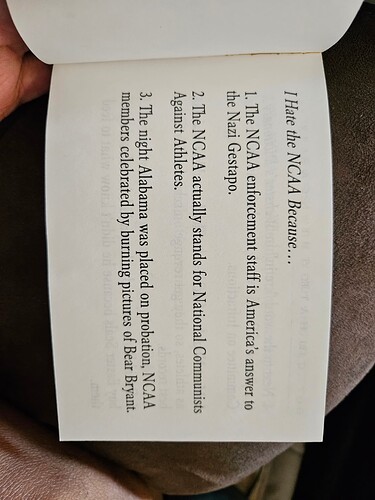 I Hate the NCAA Because…
1. The NCAA enforcement staff is America's answer to
the Nazi Gestapo.
2. The NCAA actually stands for National Communists
Against Athletes.
3. The night Alabama was placed on probation, NCAA
members celebrated by burning pictures of Bear Bryant.